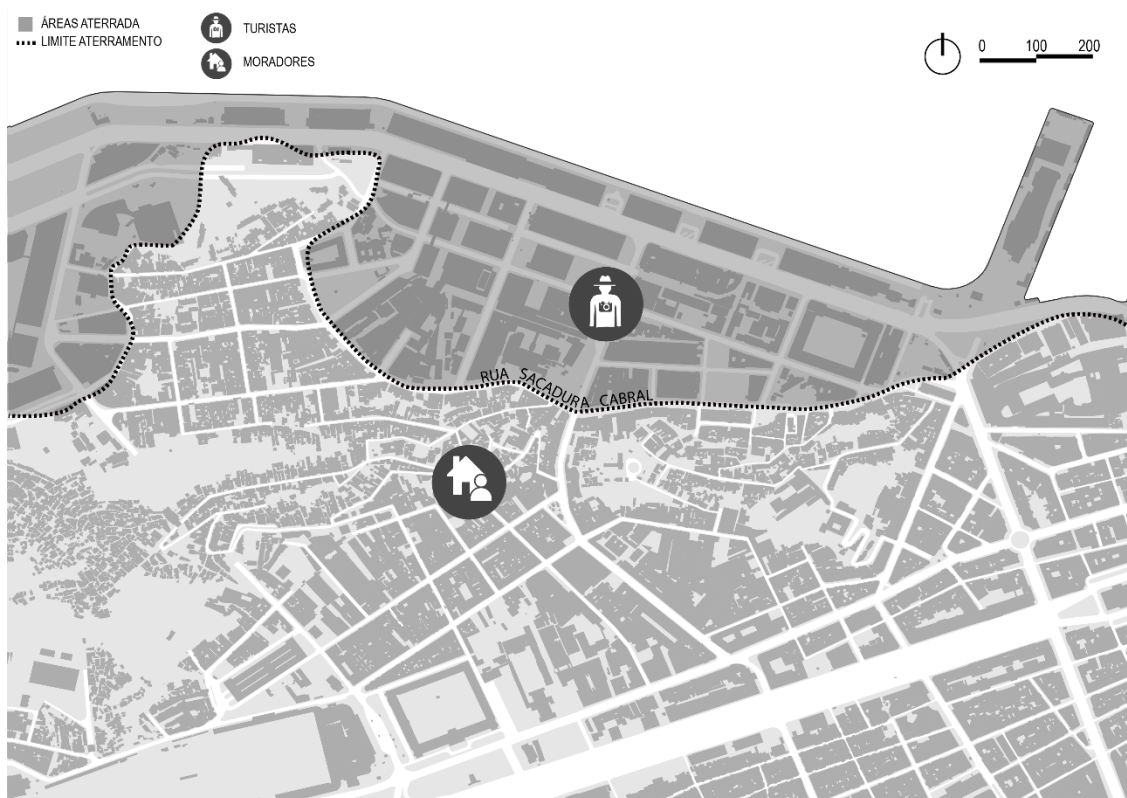 ÁREAS ATERRADA
LIMITE ATERRAMENTO
TURISTAS
MORADORES
0 100 200
RUA SACADURA CABRAL